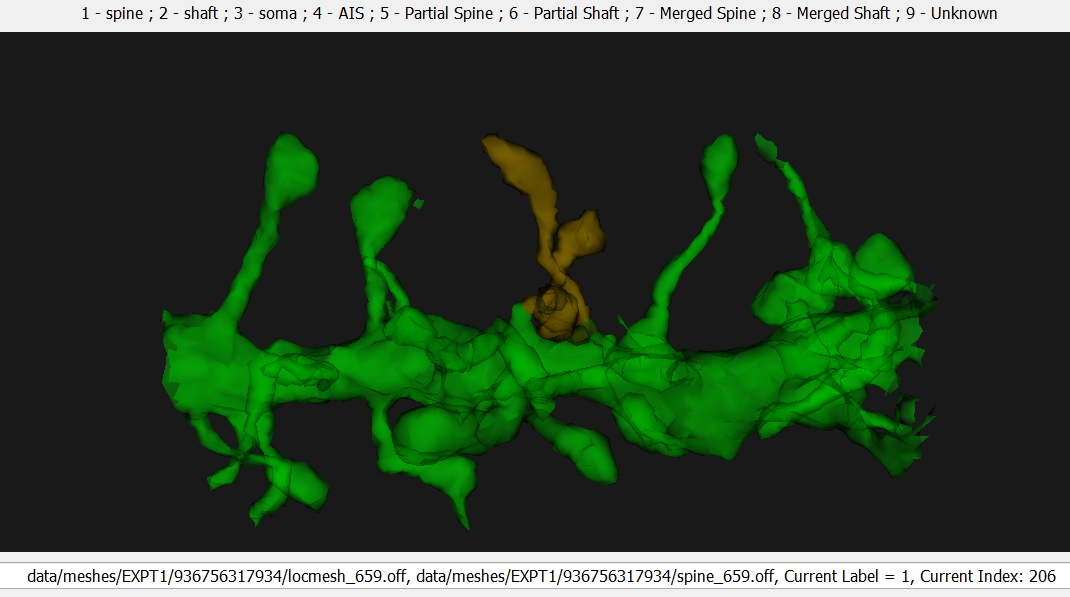 1 - spine ; 2 - shaft ; 3 - soma ; 4 - AIS ; 5 - Partial Spine ; 6 - Partial Shaft ; 7 - Merged Spine ; 8 - Merged Shaft ; 9 - Unknown
data/meshes/EXPT1/936756317934/locmesh_659.off, data/meshes/EXPT1/936756317934/spine_659.off, Current Label = 1, Current Index: 206